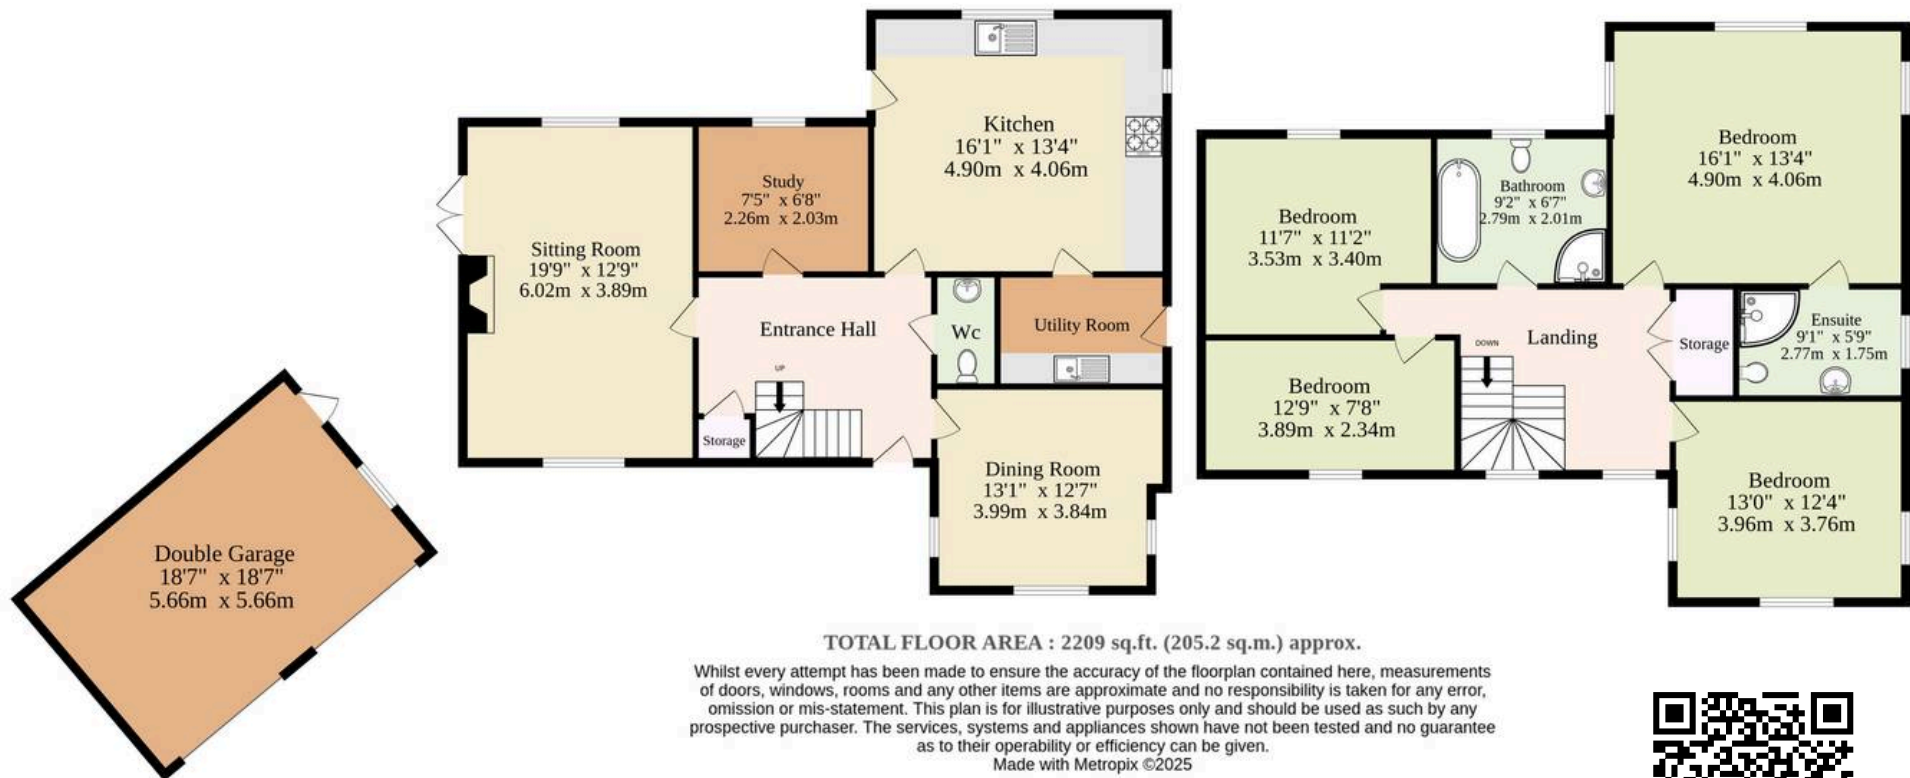 Kitchen
16'1" x 13'4"
4.90m x 4.06m
Study
7'5" x 6'8"
2.26m x 2.03m
Sitting Room
19'9" x 12'9"
6.02m x 3.89m
Entrance Hall
UP
Storage
Wc
Utility Room
Dining Room
13'1" x 12'7"
3.99m x 3.84m
Double Garage
18'7" x 18'7"
5.66m x 5.66m
Bedroom
16'1" x 13'4"
4.90m x 4.06m
Bathroom
9'2" x 6'7"
2.79m x 2.01m
Bedroom
11'7" x 11'2"
3.53m x 3.40m
Landing
DOWN
Storage
Ensuite
9'1" x 5'9"
2.77m x 1.75m
Bedroom
12'9" x 7'8"
3.89m x 2.34m
Bedroom
13'0" x 12'4"
3.96m x 3.76m
TOTAL FLOOR AREA : 2209 sq.ft. (205.2 sq.m.) approx.
Whilst every attempt has been made to ensure the accuracy of the floorplan contained here, measurements
of doors, windows, rooms and any other items are approximate and no responsibility is taken for any error,
omission or mis-statement. This plan is for illustrative purposes only and should be used as such by any
prospective purchaser. The services, systems and appliances shown have not been tested and no guarantee
as to their operability or efficiency can be given.
Made with Metropix ©2025